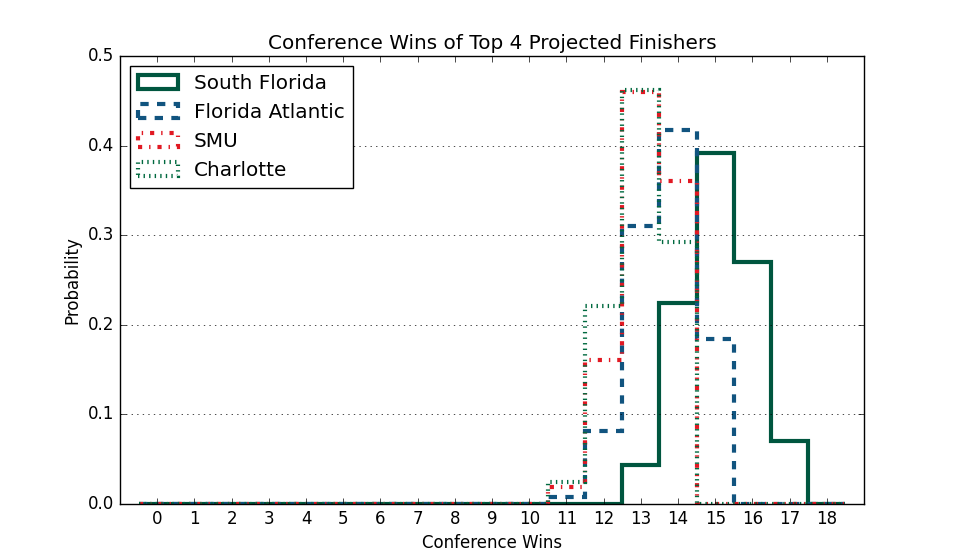 Conference Wins of Top 4 Projected Finishers
South Florida
Florida Atlantic
SMU
Charlotte
Probability
0.5
0.4
0.3
0.2
0.1
0.0
0 1 2 3 4 5 6 7 8 9 10 11 12 13 14 15 16 17 18
Conference Wins